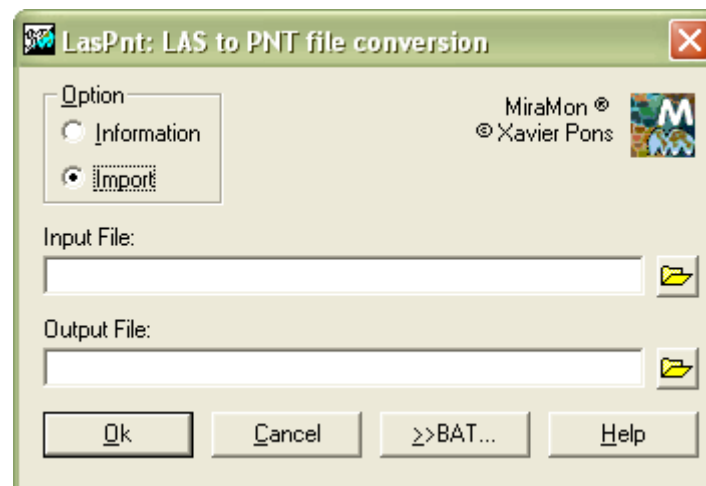 LasPnt: LAS to PNT file conversion
Option
Information
Import
MiraMon ®
© Xavier Pons
M
Input File:
Output File:
Ok
Cancel
>>BAT...
Help